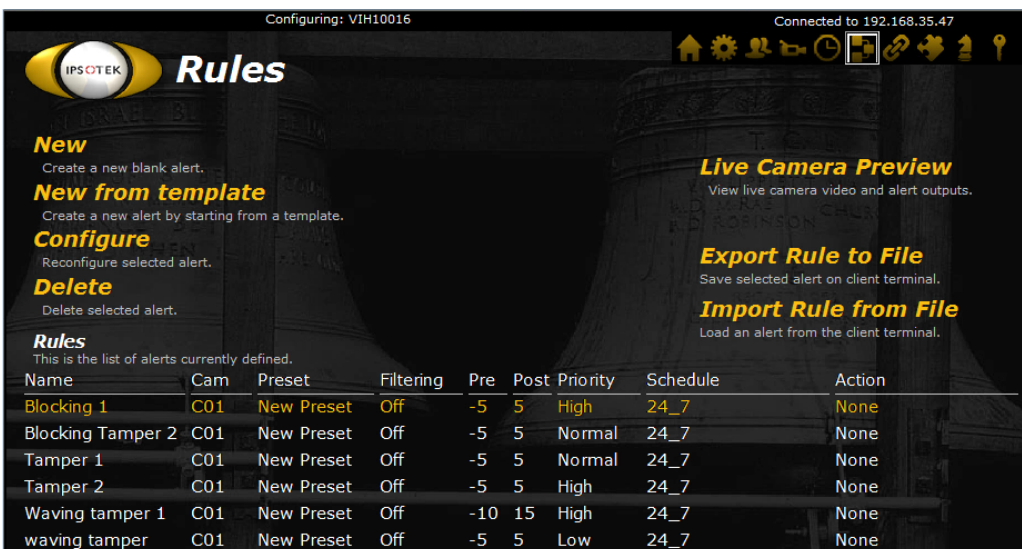 Configuring: VIH10016
Connected to 192.168.35.47
IPSOTEK
Rules
New
Create a new blank alert.
New from template
Create a new alert by starting from a template.
Configure
Reconfigure selected alert.
Delete
Delete selected alert.
Live Camera Preview
View live camera video and alert outputs.
Export Rule to File
Save selected alert on client terminal.
Import Rule from File
Load an alert from the client terminal.
Rules
This is the list of alerts currently defined.
Name Cam Preset Filtering Pre Post Priority Schedule Action
Blocking 1 C01 New Preset Off -5 5 High 24_7 None
Blocking Tamper 2 C01 New Preset Off -5 5 Normal 24_7 None
Tamper 1 C01 New Preset Off -5 5 Normal 24_7 None
Tamper 2 C01 New Preset Off -5 5 High 24_7 None
Waving tamper 1 C01 New Preset Off -10 15 High 24_7 None
waving tamper C01 New Preset Off -5 5 Low 24_7 None